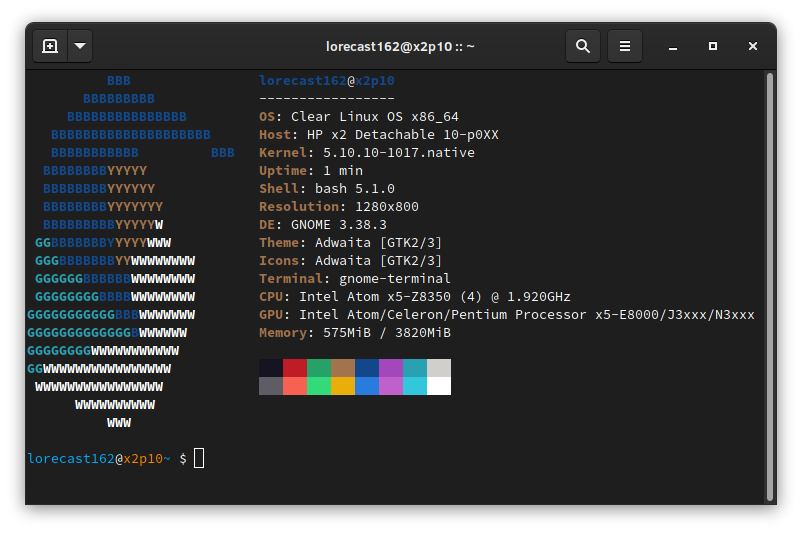 lorecast162@x2p10 :: ~
BBB
BBBBBBBBB
BBBBBBBBBBBBBBB
BBBBBBBBBBBBBBBBBBBB
BBBBBBBBBBB BBB
BBBBBBBBYYYYY
BBBBBBBBYYYYYY
BBBBBBBBYYYYYYY
BBBBBBBBBYYYYYW
GGBBBBBBBYYYYYWWW
GGGBBBBBBBYYWWWWWWWW
GGGGGGBBBBBBWWWWWWWW
GGGGGGGGBBBBWWWWWWWW
GGGGGGGGGGGBBBWWWWWWW
GGGGGGGGGGGGGBWWWWWW
GGGGGGGGWWWWWWWWWWW
GGWWWWWWWWWWWWWWWW
WWWWWWWWWWWWWWWW
WWWWWWWWWW
WWW
lorecast162@x2p10
-----------------
OS: Clear Linux OS x86_64
Host: HP x2 Detachable 10-p0XX
Kernel: 5.10.10-1017.native
Uptime: 1 min
Shell: bash 5.1.0
Resolution: 1280x800
DE: GNOME 3.38.3
Theme: Adwaita [GTK2/3]
Icons: Adwaita [GTK2/3]
Terminal: gnome-terminal
CPU: Intel Atom x5-Z8350 (4) @ 1.920GHz
GPU: Intel Atom/Celeron/Pentium Processor x5-E8000/J3xxx/N3xxx
Memory: 575MiB / 3820MiB
lorecast162@x2p10~ $